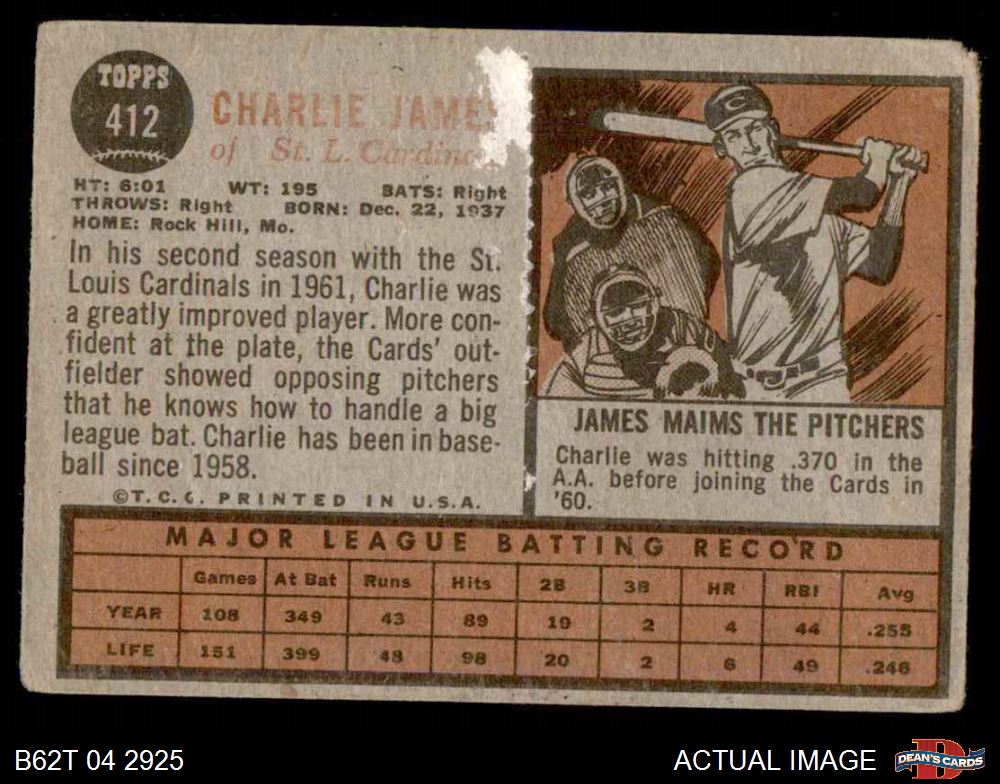 TOPPS
412
CHARLIE JAMES
of St. L. Cardinals
HT: 6:01 WT: 195 BATS: Right
THROWS: Right BORN: Dec. 22, 1937
HOME: Rock Hill, Mo.
In his second season with the St.
Louis Cardinals in 1961, Charlie was
a greatly improved player. More con-
fident at the plate, the Cards' out-
fielder showed opposing pitchers
that he knows how to handle a big
league bat. Charlie has been in base-
ball since 1958.
©T.C.G. PRINTED IN U.S.A.
C
JAMES MAIMS THE PITCHERS
Charlie was hitting .370 in the
A.A. before joining the Cards in
'60.
MAJOR LEAGUE BATTING RECORD
Games At Bat Runs Hits 2B 3B HR RBI Avg
YEAR 108 349 43 89 19 2 4 44 .255
LIFE 151 399 48 98 20 2 6 49 .246
B62T 04 2925
ACTUAL IMAGE
D
DEAN'S CARDS